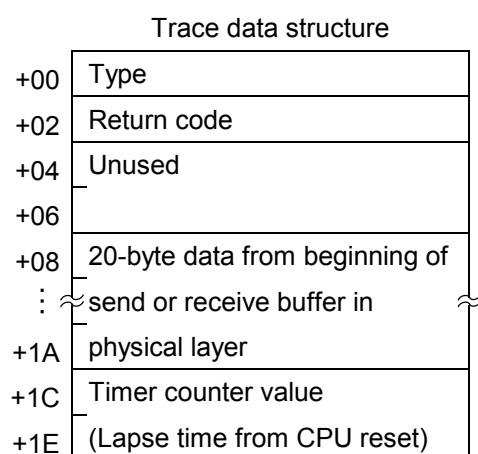 Trace data structure
+00 Type
+02 Return code
+04 Unused
+06
+08 20-byte data from beginning of
⋮ send or receive buffer in
+1A physical layer
+1C Timer counter value
+1E (Lapse time from CPU reset)